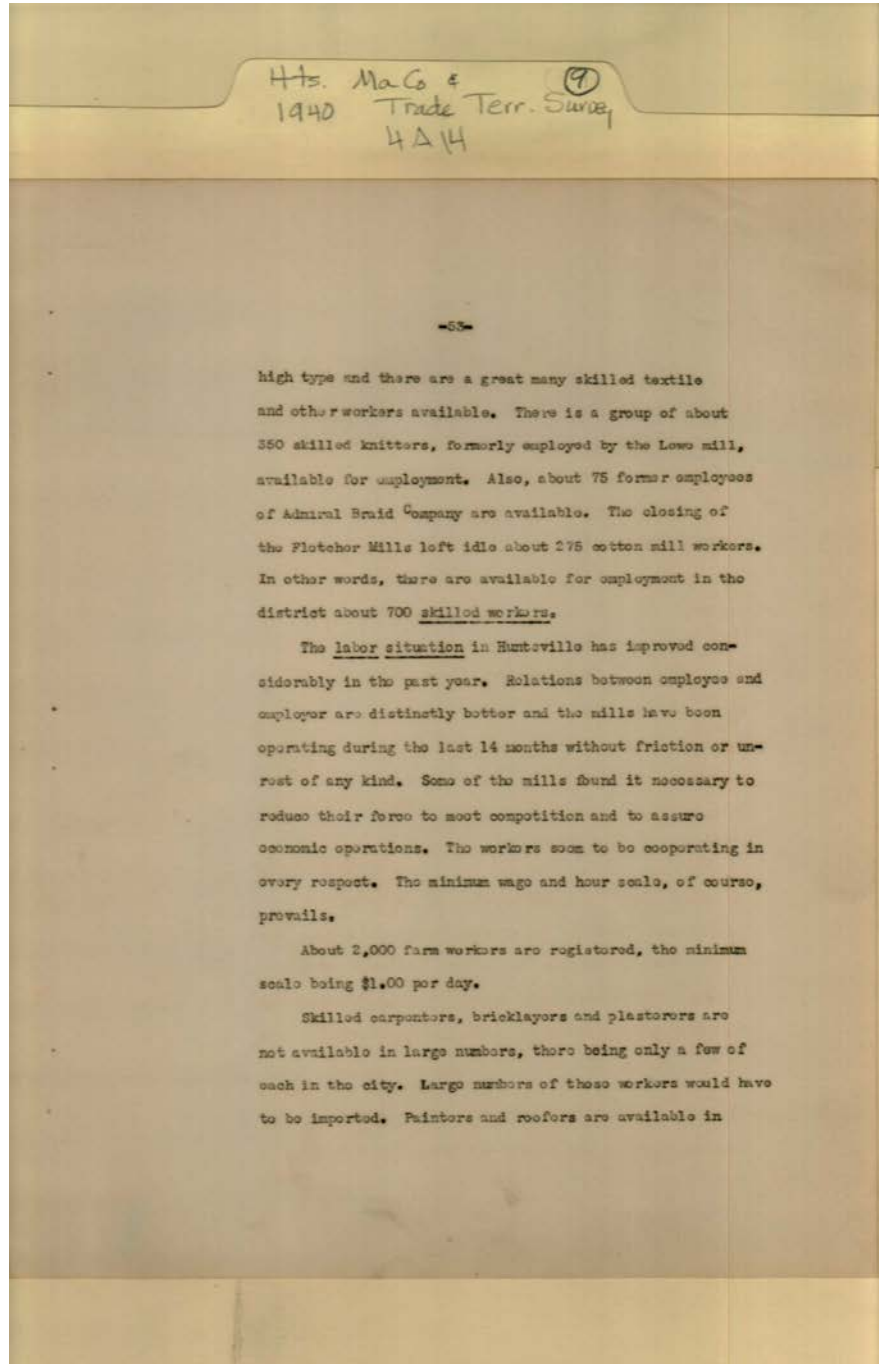 Hts. Ma Co & 9
1940 Trade Terr. Survey
4A14
-53-
high type and there are a great many skilled textile
and other workers available. There is a group of about
350 skilled knitters, formerly employed by the Lowe mill,
available for employment. Also, about 75 former employees
of Admiral Braid Company are available. The closing of
the Fletcher Mills left idle about 275 cotton mill workers.
In other words, there are available for employment in the
district about 700 skilled workers.
The labor situation in Huntsville has improved con-
siderably in the past year. Relations between employee and
employer are distinctly better and the mills have been
operating during the last 14 months without friction or un-
rest of any kind. Some of the mills found it necessary to
reduce their force to meet competition and to assure
economic operations. The workers seem to be cooperating in
every respect. The minimum wage and hour scale, of course,
prevails.
About 2,000 farm workers are registered, the minimum
scale being $1.00 per day.
Skilled carpenters, bricklayers and plasterers are
not available in large numbers, there being only a few of
each in the city. Large numbers of these workers would have
to be imported. Painters and roofers are available in